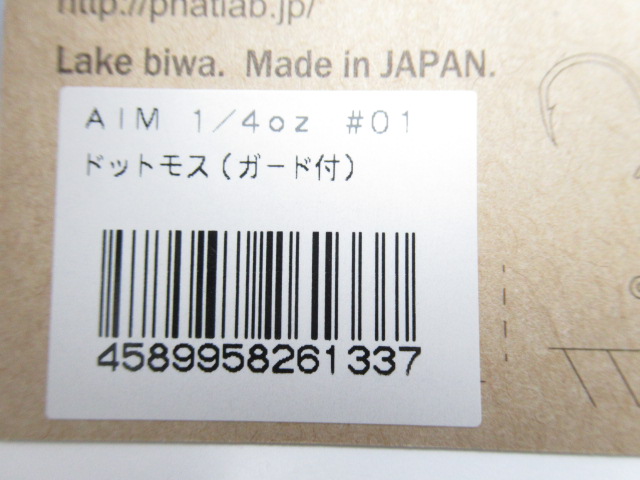 http://phatlab.jp/
Lake biwa. Made in JAPAN.
AIM 1/4oz #01
ドットモス(ガード付)
4589958261337